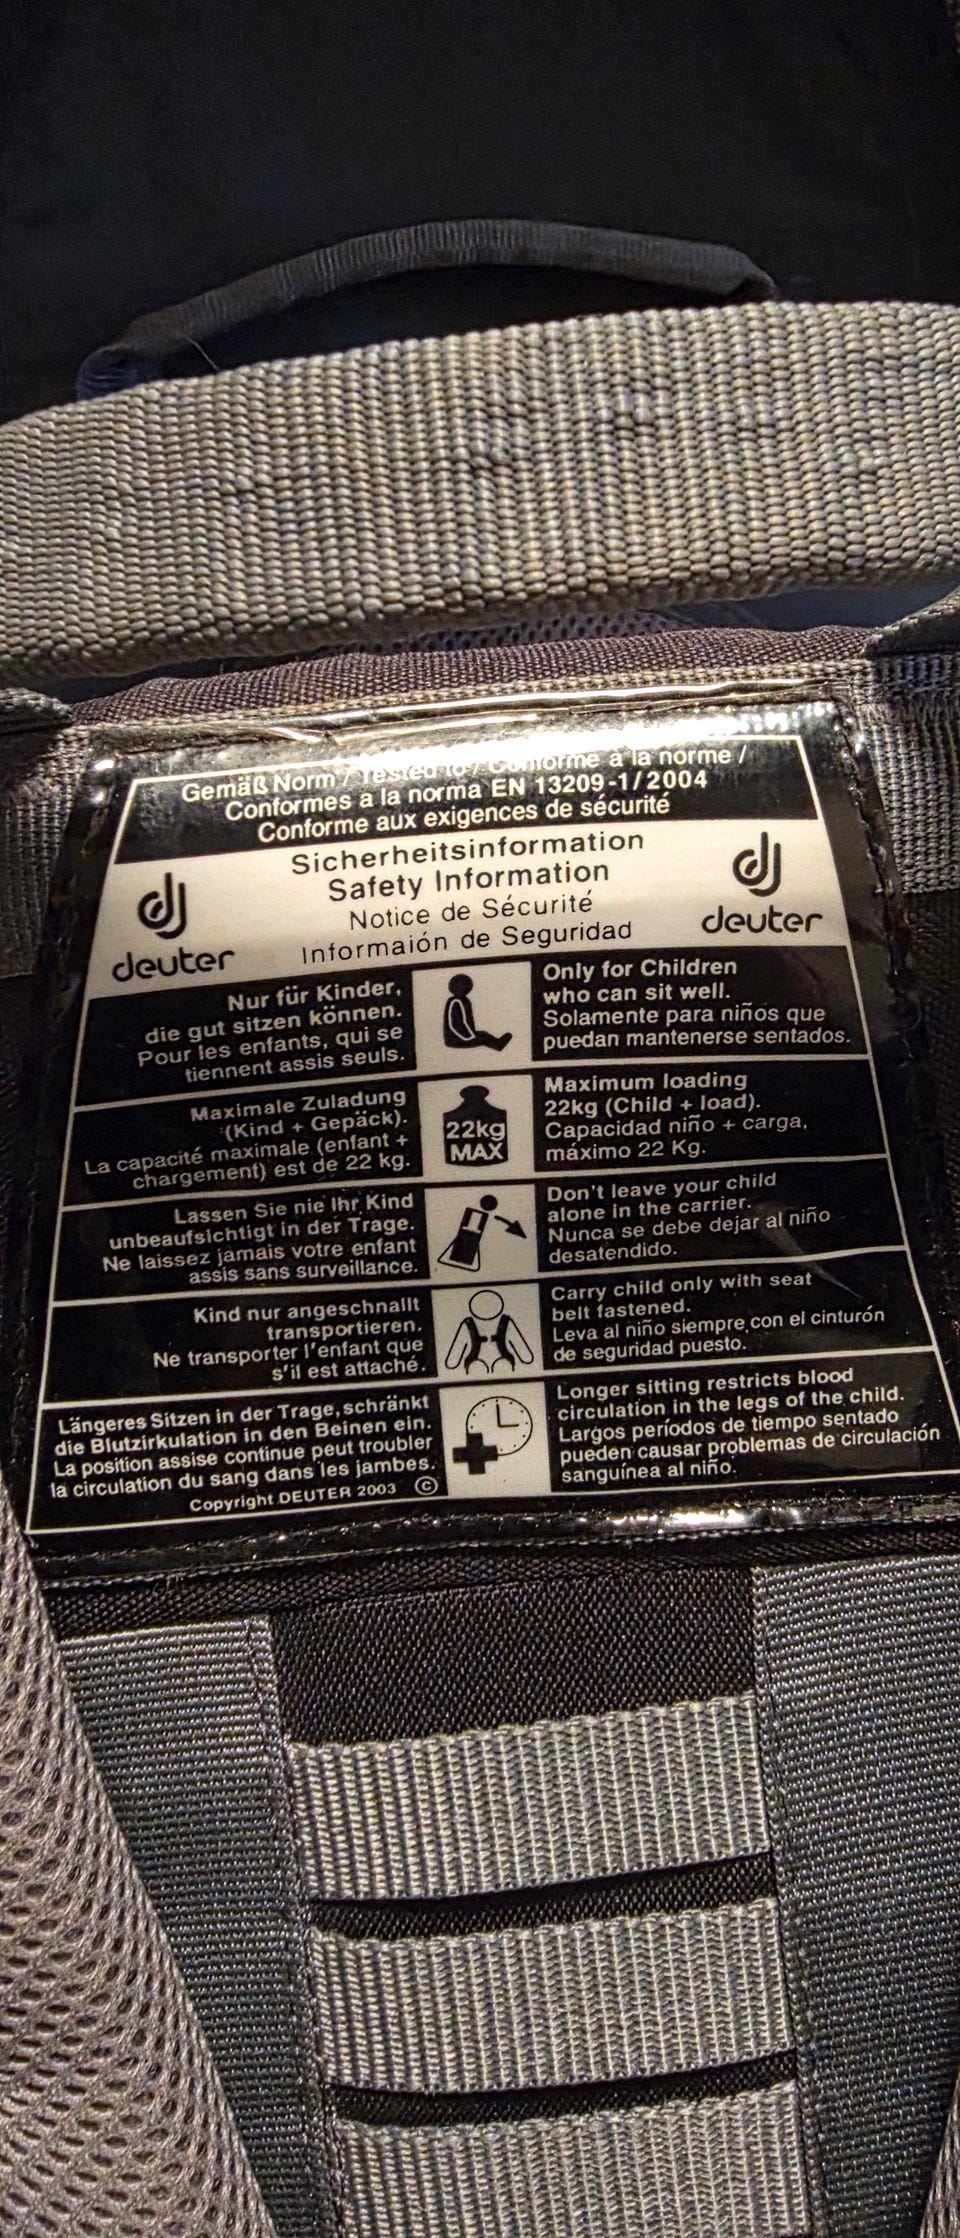 Gemäß Norm / Tested to / Conforme à la norme /
Conformes a la norma EN 13209-1/2004
Conforme aux exigences de sécurité
Sicherheitsinformation
Safety Information
Notice de Sécurité
Informaión de Seguridad
deuter
deuter
Nur für Kinder,
die gut sitzen können.
Pour les enfants, qui se
tiennent assis seuls.
Only for Children
who can sit well.
Solamente para niños que
puedan mantenerse sentados.
Maximale Zuladung
(Kind + Gepäck).
La capacité maximale (enfant +
chargement) est de 22 kg.
22kg
MAX
Maximum loading
22kg (Child + load).
Capacidad niño + carga,
máximo 22 Kg.
Lassen Sie nie Ihr Kind
unbeaufsichtigt in der Trage.
Ne laissez jamais votre enfant
assis sans surveillance.
Don't leave your child
alone in the carrier.
Nunca se debe dejar al niño
desatendido.
Kind nur angeschnallt
transportieren.
Ne transporter l'enfant que
s'il est attaché.
Carry child only with seat
belt fastened.
Leva al niño siempre con el cinturón
de seguridad puesto.
Längeres Sitzen in der Trage, schränkt
die Blutzirkulation in den Beinen ein.
La position assise continue peut troubler
la circulation du sang dans les jambes.
Copyright DEUTER 2003 ©
Longer sitting restricts blood
circulation in the legs of the child.
Largos períodos de tiempo sentado
pueden causar problemas de circulación
sanguínea al niño.